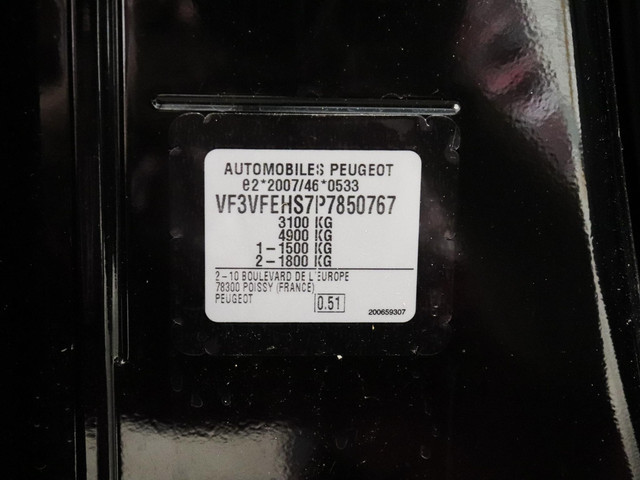 AUTOMOBILES PEUGEOT
e2*2007/46*0533
VF3VFEHS7P7850767
3100 KG
4900 KG
1-1500 KG
2-1800 KG
2-10 BOULEVARD DE L'EUROPE
78300 POISSY (FRANCE)
PEUGEOT
0.51
200659307